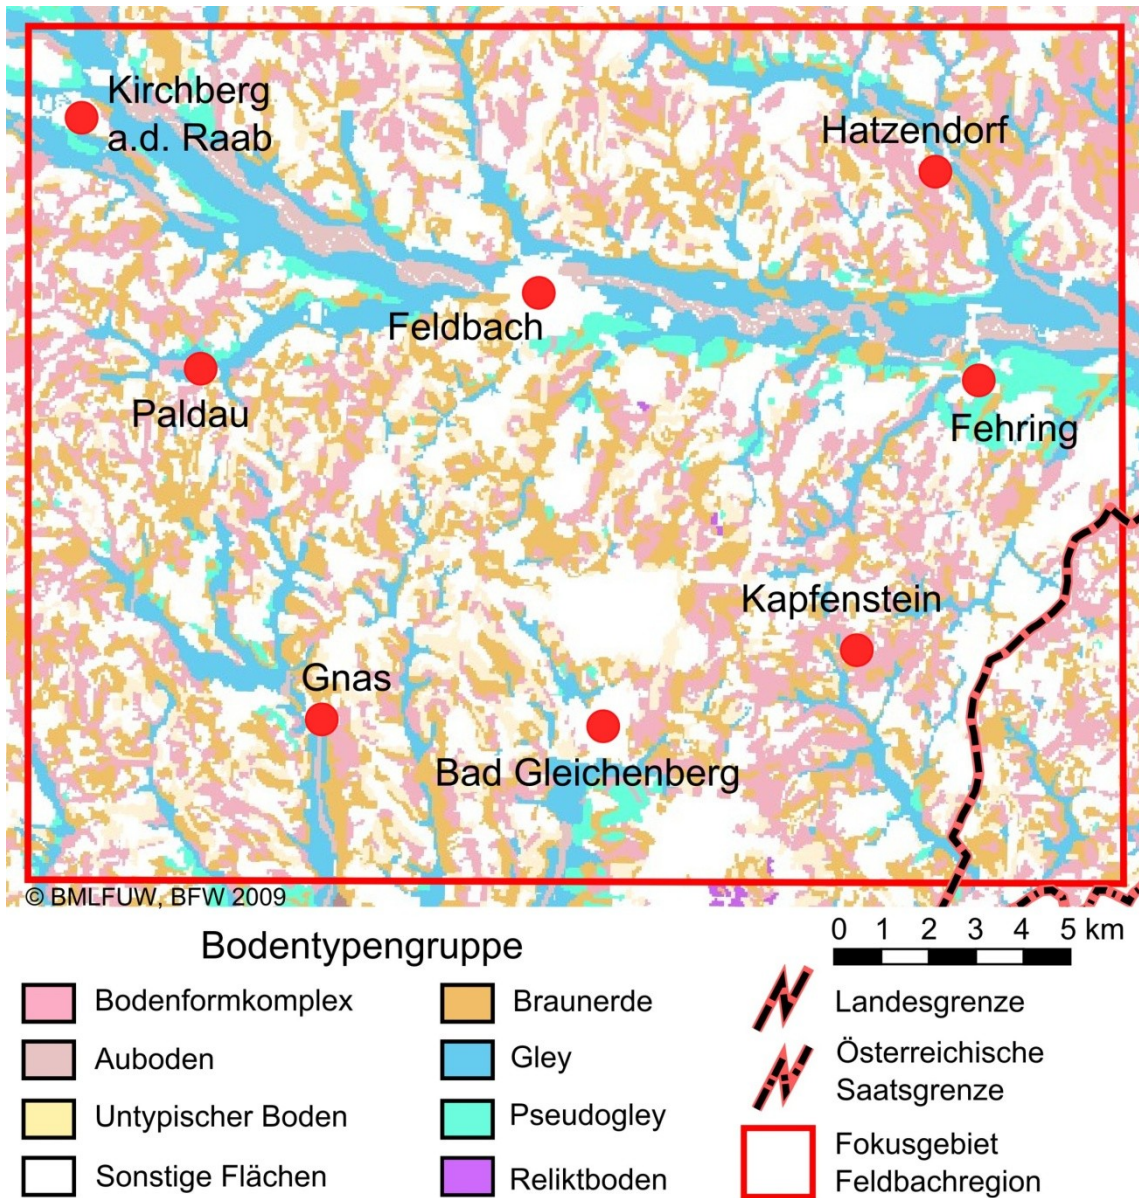 Kirchberg
a.d. Raab
Hatzendorf
Feldbach
Paldau
Fehring
Kapfenstein
Gnas
Bad Gleichenberg
© BMLFUW, BFW 2009
0 1 2 3 4 5 km
Bodentypengruppe
Bodenformkomplex
Auboden
Untypischer Boden
Sonstige Flächen
Braunerde
Gley
Pseudogley
Reliktboden
Landesgrenze
Österreichische
Saatsgrenze
Fokusgebiet
Feldbachregion